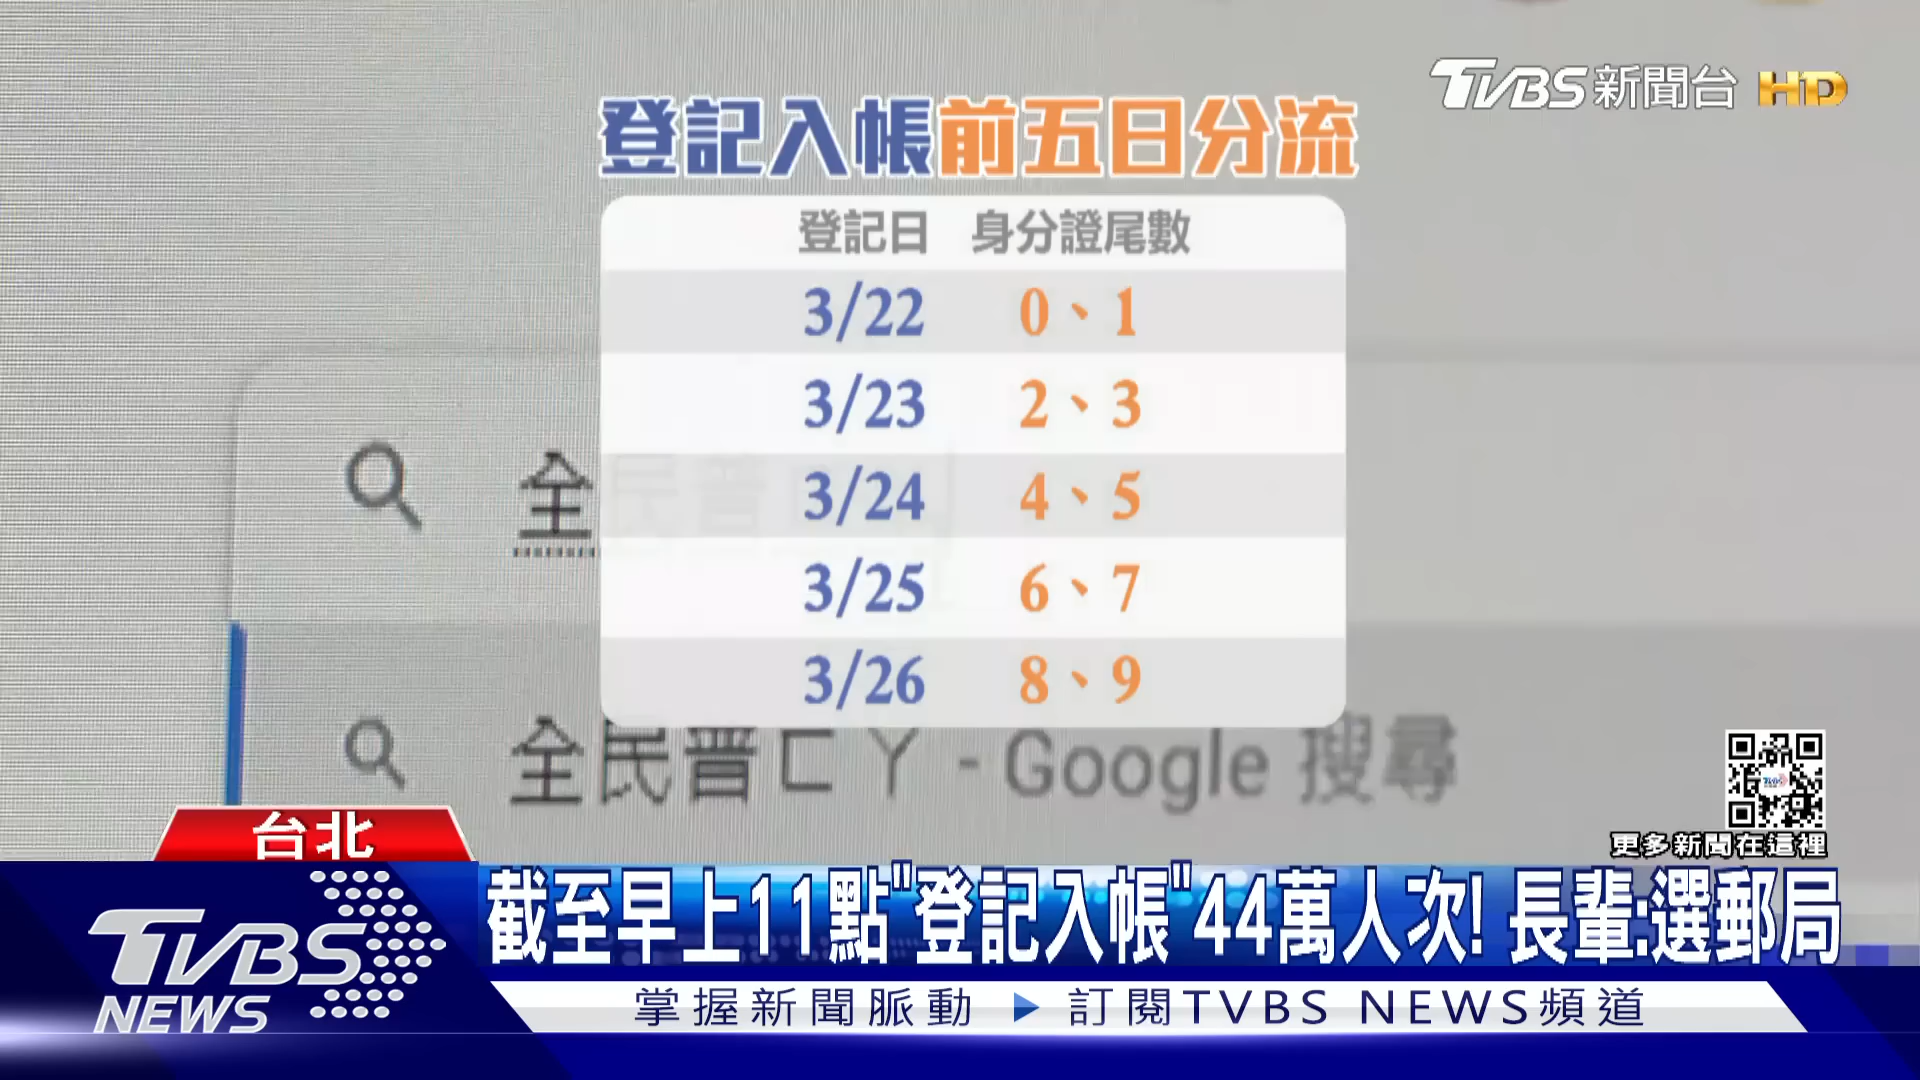 TVBS新聞台 HD
登記入帳前五日分流
登記日 身分證尾數
3/22 0、1
3/23 2、3
3/24 4、5
3/25 6、7
3/26 8、9
全民普
全民普ㄈㄚ - Google 搜尋
更多新聞在這裡
台北
截至早上11點"登記入帳"44萬人次! 長輩:選郵局
TVBS NEWS
掌握新聞脈動 ▶ 訂閱TVBS NEWS頻道